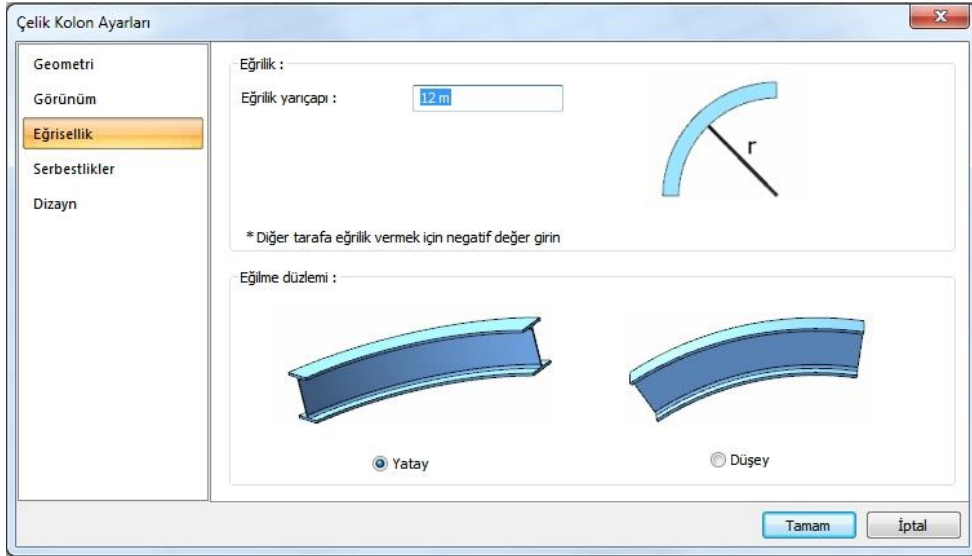 Çelik Kolon Ayarları
Geometri
Görünüm
Eğrisellik
Serbestlikler
Dizayn
Eğrilik :
Eğrilik yarıçapı :
12 m
r
* Diğer tarafa eğrilik vermek için negatif değer girin
Eğilme düzlemi :
Yatay
Düşey
Tamam
İptal